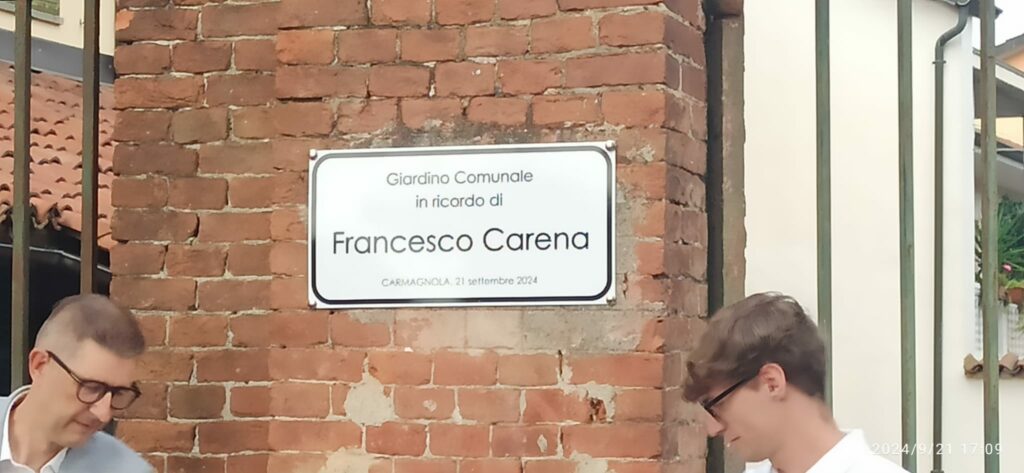 Giardino Comunale
in ricordo di
Francesco Carena
CARMAGNOLA, 21 settembre 2024
2024/9/21 17:09